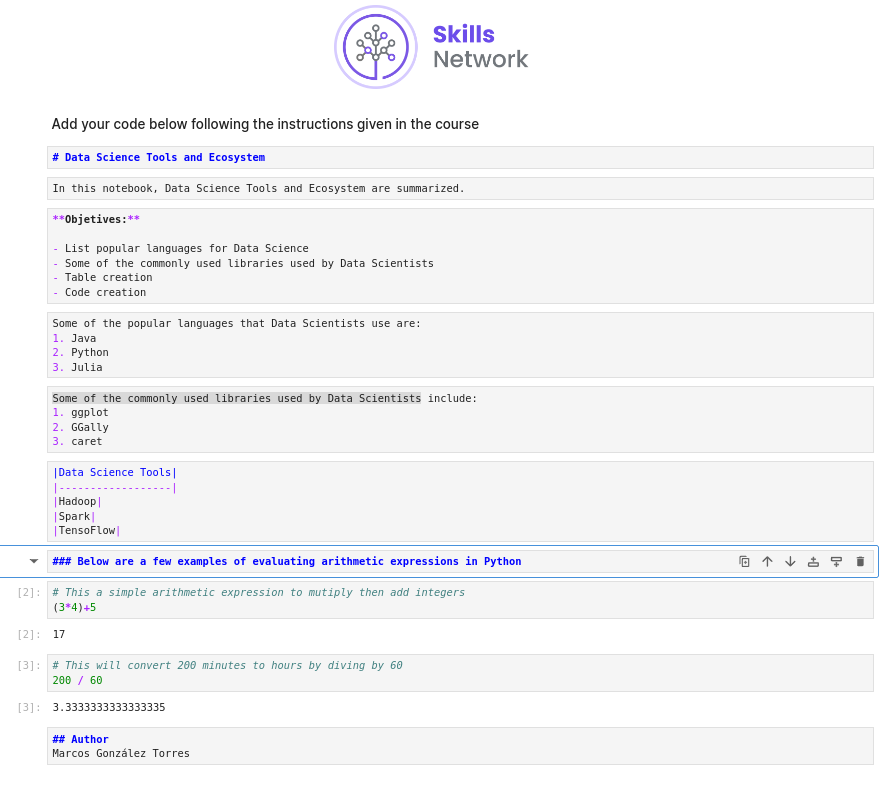 Skills
Network
Add your code below following the instructions given in the course
# Data Science Tools and Ecosystem
In this notebook, Data Science Tools and Ecosystem are summarized.
**Objetives:**
- List popular languages for Data Science
- Some of the commonly used libraries used by Data Scientists
- Table creation
- Code creation
Some of the popular languages that Data Scientists use are:
1. Java
2. Python
3. Julia
Some of the commonly used libraries used by Data Scientists include:
1. ggplot
2. GGally
3. caret
|Data Science Tools|
|------------------|
|Hadoop|
|Spark|
|TensoFlow|
### Below are a few examples of evaluating arithmetic expressions in Python
[2]: # This a simple arithmetic expression to mutiply then add integers
(3*4)+5
[2]: 17
[3]: # This will convert 200 minutes to hours by diving by 60
200 / 60
[3]: 3.3333333333333335
## Author
Marcos González Torres